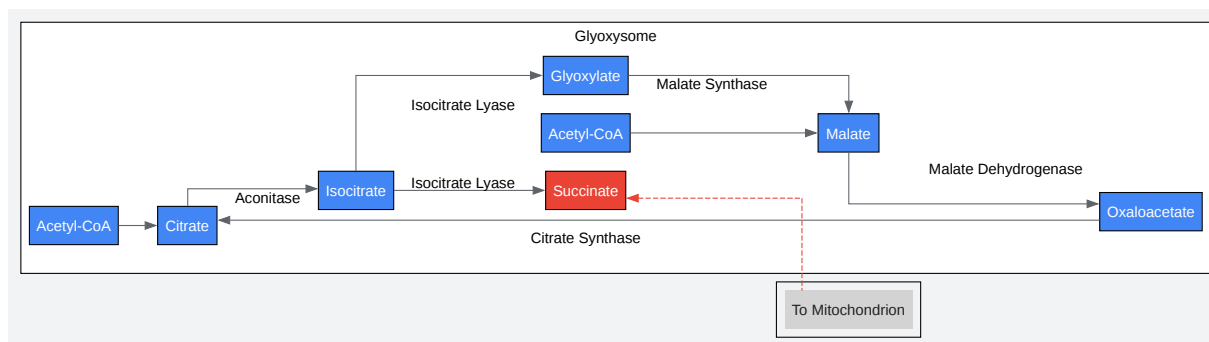 Glyoxysome
Glyoxylate
Malate Synthase
Isocitrate Lyase
Acetyl-CoA
Malate
Malate Dehydrogenase
Isocitrate
Isocitrate Lyase
Succinate
Aconitase
Acetyl-CoA
Citrate
Oxaloacetate
Citrate Synthase
To Mitochondrion